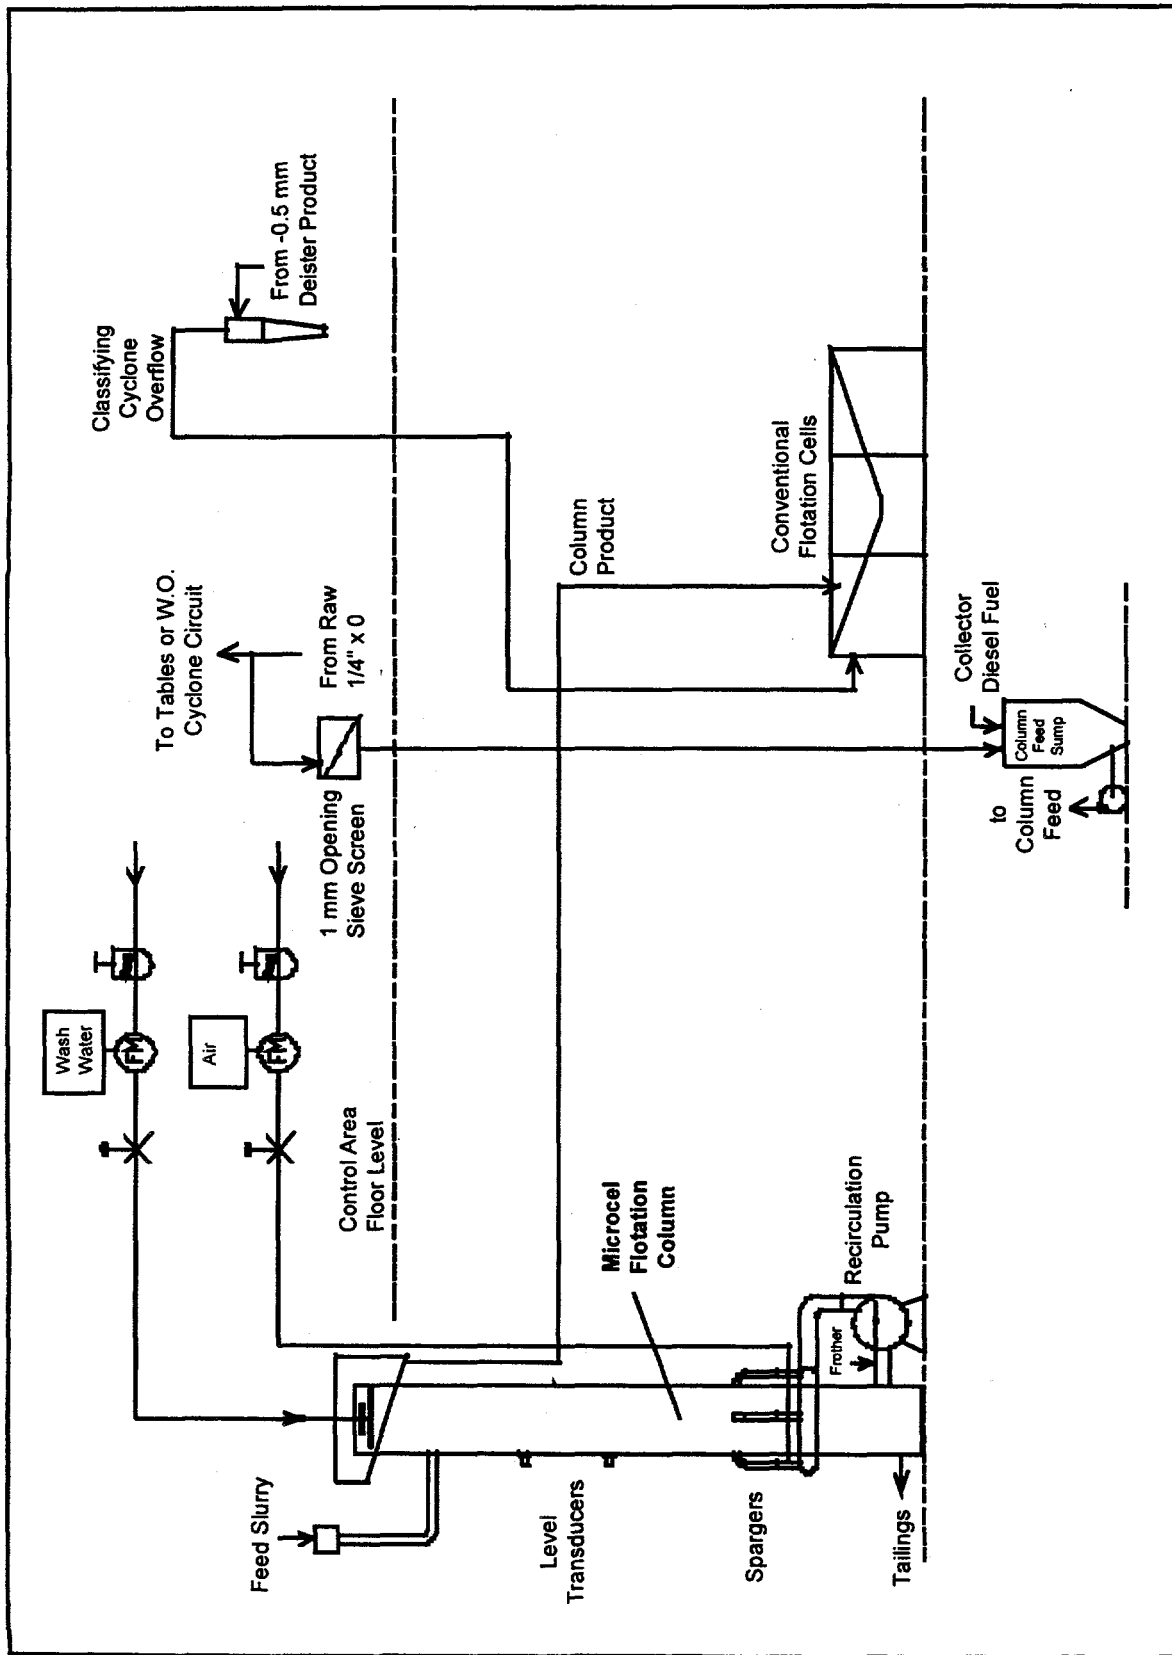 Feed Slurry
Level
Transducers
Spargers
Tailings
Wash
Water
FM
Air
FM
Control Area
Floor Level
Microcel
Flotation
Column
Frother
Recirculation
Pump
To Tables or W.O.
Cyclone Circuit
From Raw
1/4" x 0
1 mm Opening
Sieve Screen
Column
Product
Classifying
Cyclone
Overflow
From -0.5 mm
Deister Product
Conventional
Flotation Cells
Collector
Diesel Fuel
Column
Feed
Sump
to
Column
Feed